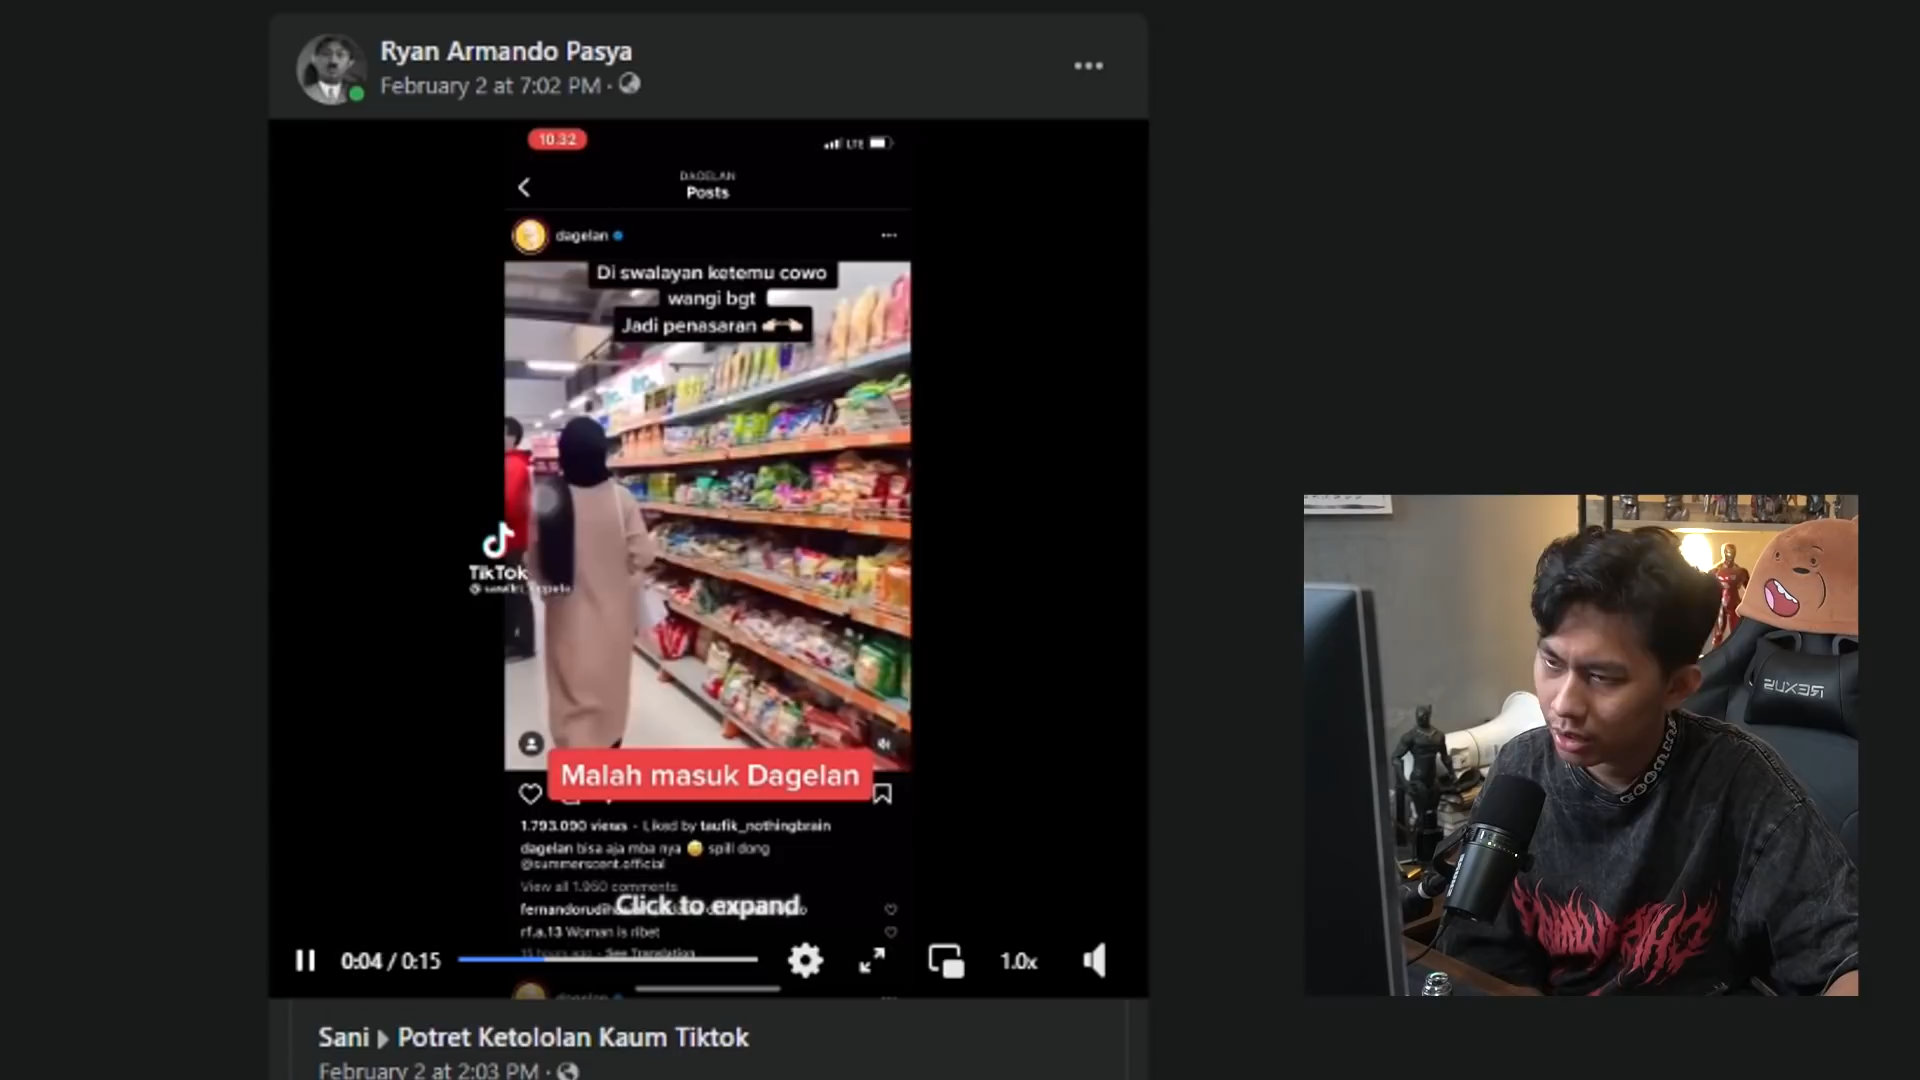 Ryan Armando Pasya
February 2 at 7:02 PM ·
10.32
LTE
DAGELAN
Posts
dagelan
Di swalayan ketemu cowo
wangi bgt
Jadi penasaran
TikTok
Malah masuk Dagelan
1.793.090 views - Liked by taufik_nothingbrain
dagelan bisa aja mba nya 😄 spill dong
@summerscent.official
View all 1.960 comments
Click to expand
rf.a.13 Woman is ribet
15 hours ago - See Translation
0:04 / 0:15
1.0x
dagelan
Sani ▸ Potret Ketololan Kaum Tiktok
February 2 at 2:03 PM ·
REXUS